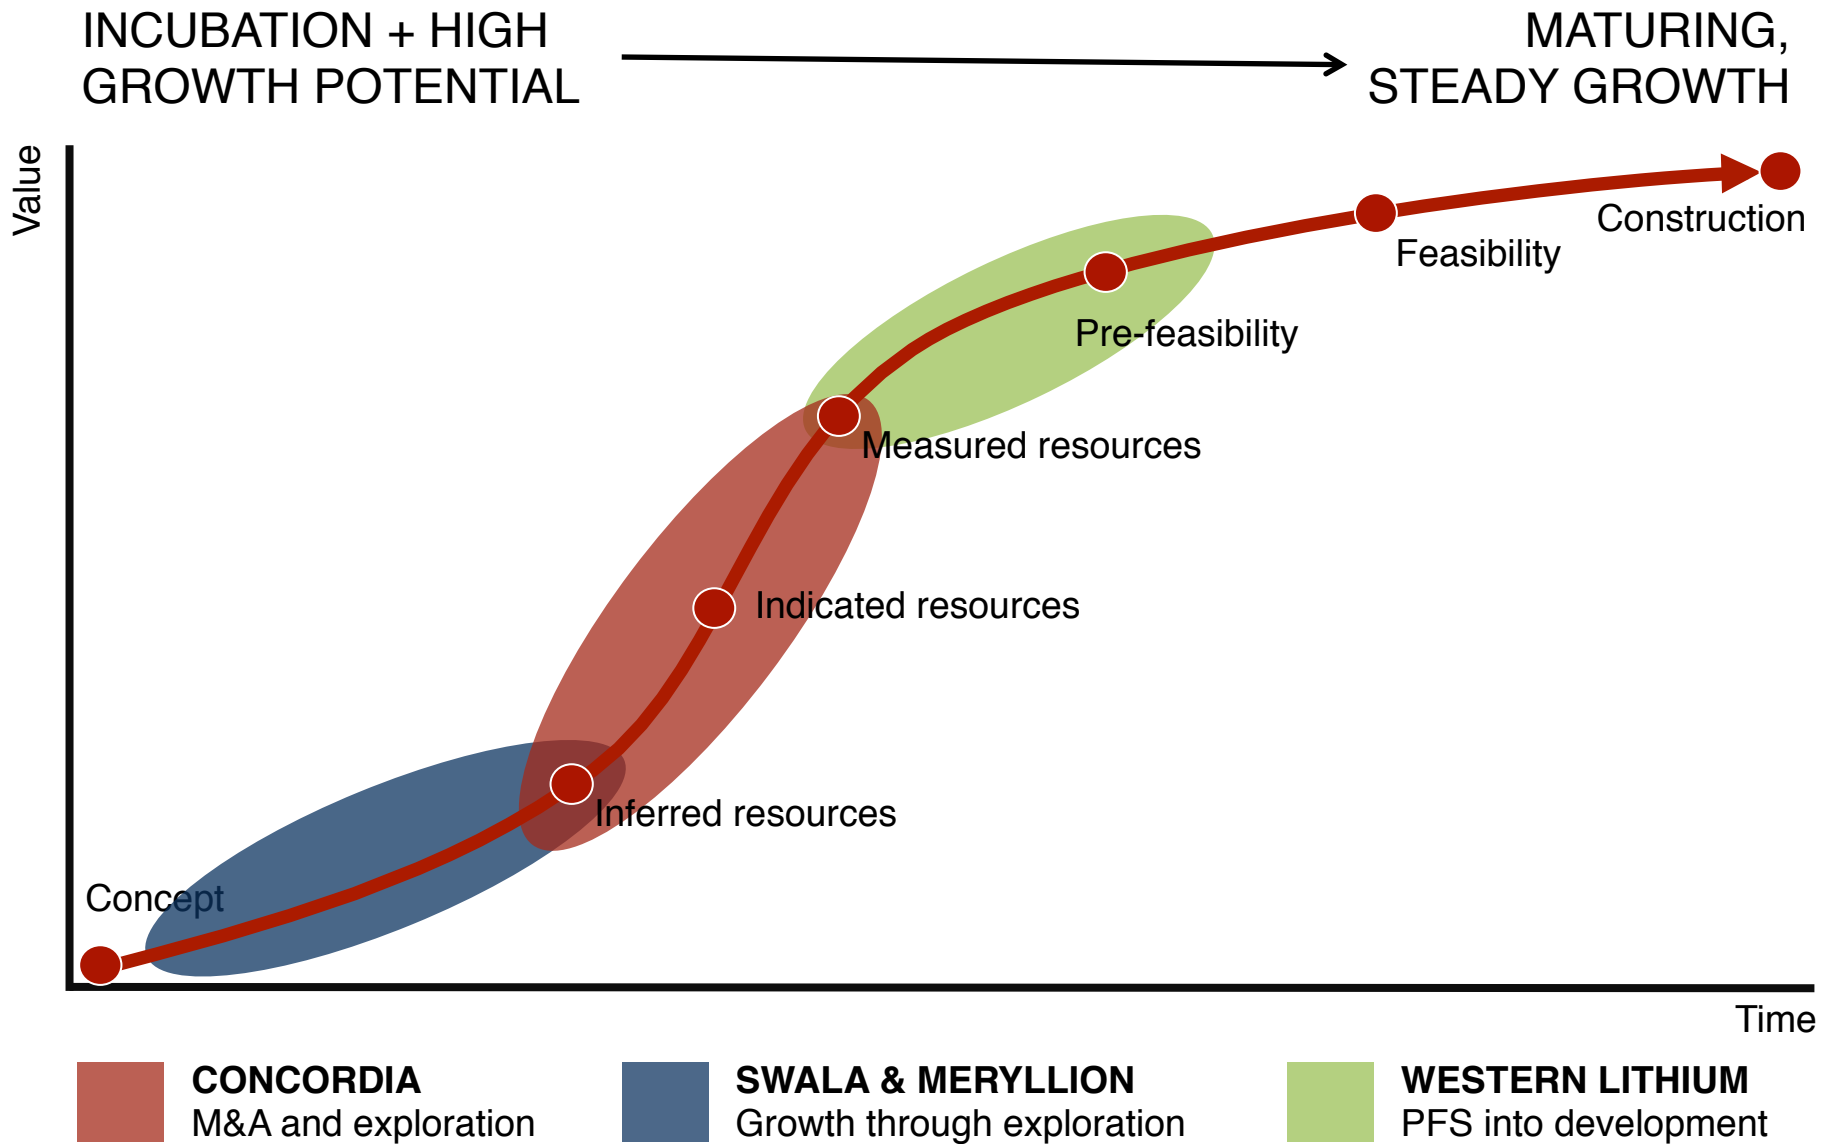 INCUBATION + HIGH
GROWTH POTENTIAL
MATURING,
STEADY GROWTH
Value
Construction
Feasibility
Pre-feasibility
Measured resources
Indicated resources
Inferred resources
Concept
Time
CONCORDIA
M&A and exploration
SWALA & MERYLLION
Growth through exploration
WESTERN LITHIUM
PFS into development